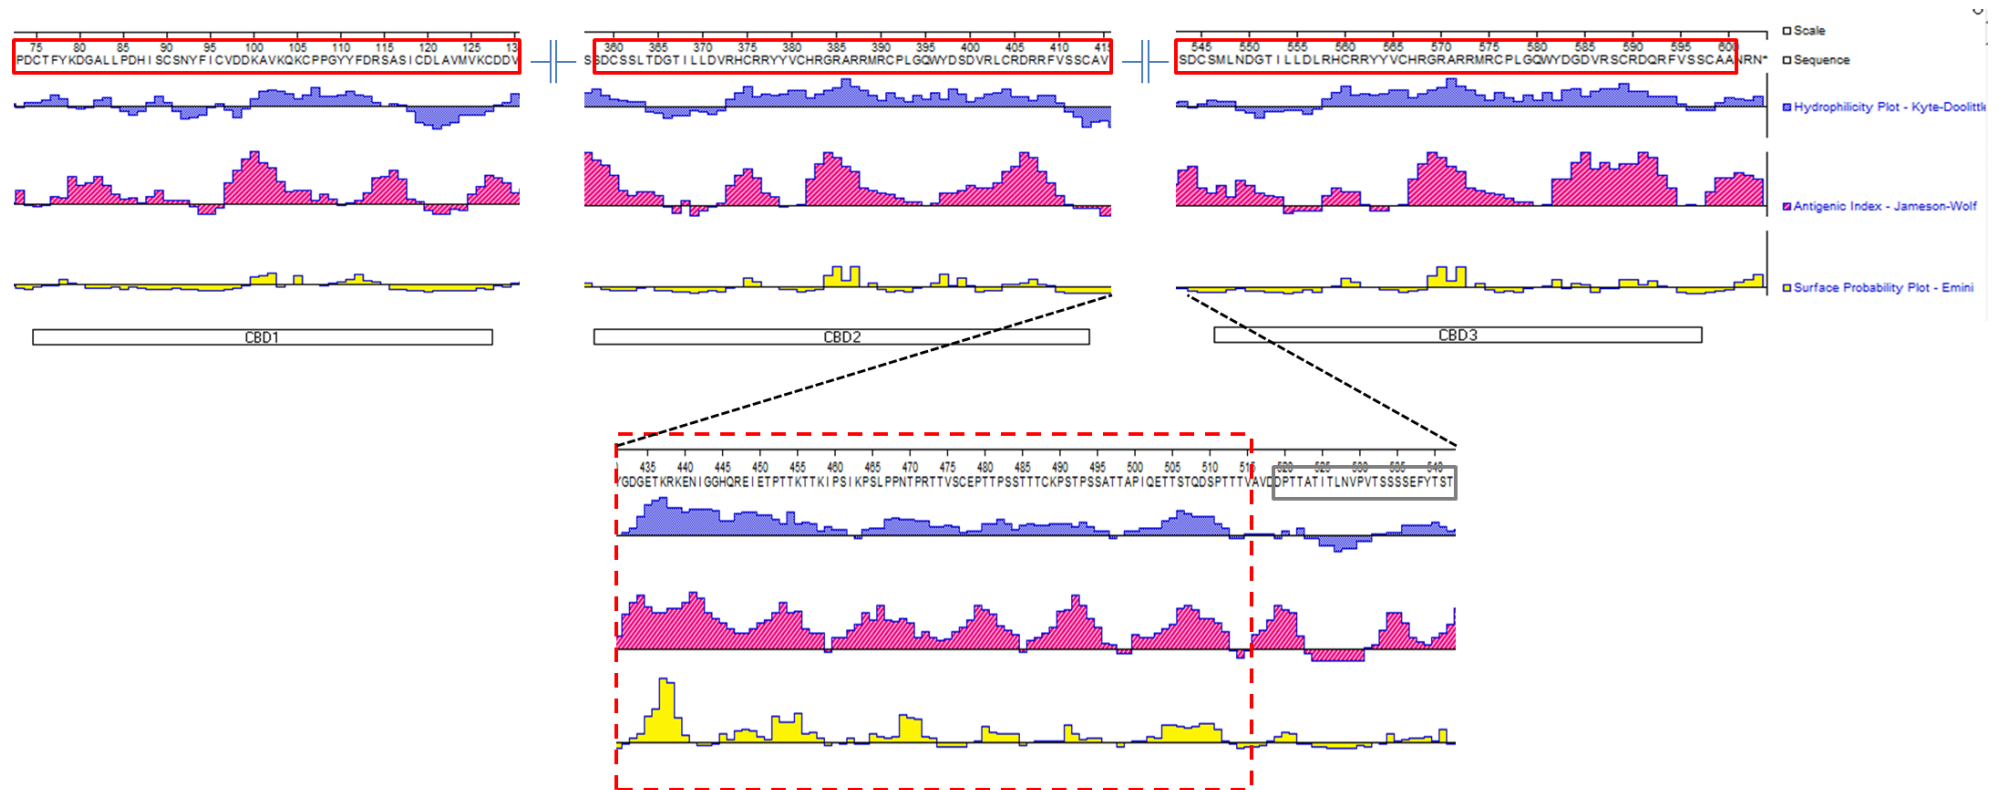 75 80 85 90 95 100 105 110 115 120 125 13
PDCTFYKDGALLPDHISCSNYFICVDDKAVKQKCPPGYYFDRSASICDLAVMVKCDDV
360 365 370 375 380 385 390 395 400 405 410 415
SSDCSSLTDGTILLDVRHCRRYYVCHRGRARRMRCPLGQWYDSDVRLCRDRRFVSSCAV
545 550 555 560 565 570 575 580 585 590 595 600
SDCSMLNDGTILLDLRHCRRYYVCHRGRARRMRCPLGQWYDGDVRSCRDQRFVSSCAANRN*
Scale
Sequence
Hydrophilicity Plot - Kyte-Doolittle
Antigenic Index - Jameson-Wolf
Surface Probability Plot - Emini
CBD1
CBD2
CBD3
435 440 445 450 455 460 465 470 475 480 485 490 495 500 505 510 515 520 525 530 535 540
YGDGETKRKENIGGHQREIETPTTKTTKIPSIKPSLPPNTPRTTVSCEPTTPSSTTTCKPSTPSSATTAPIQETTSTQDSPTTTVAVDDPTTATITLNVPVTSSSSEFYTST